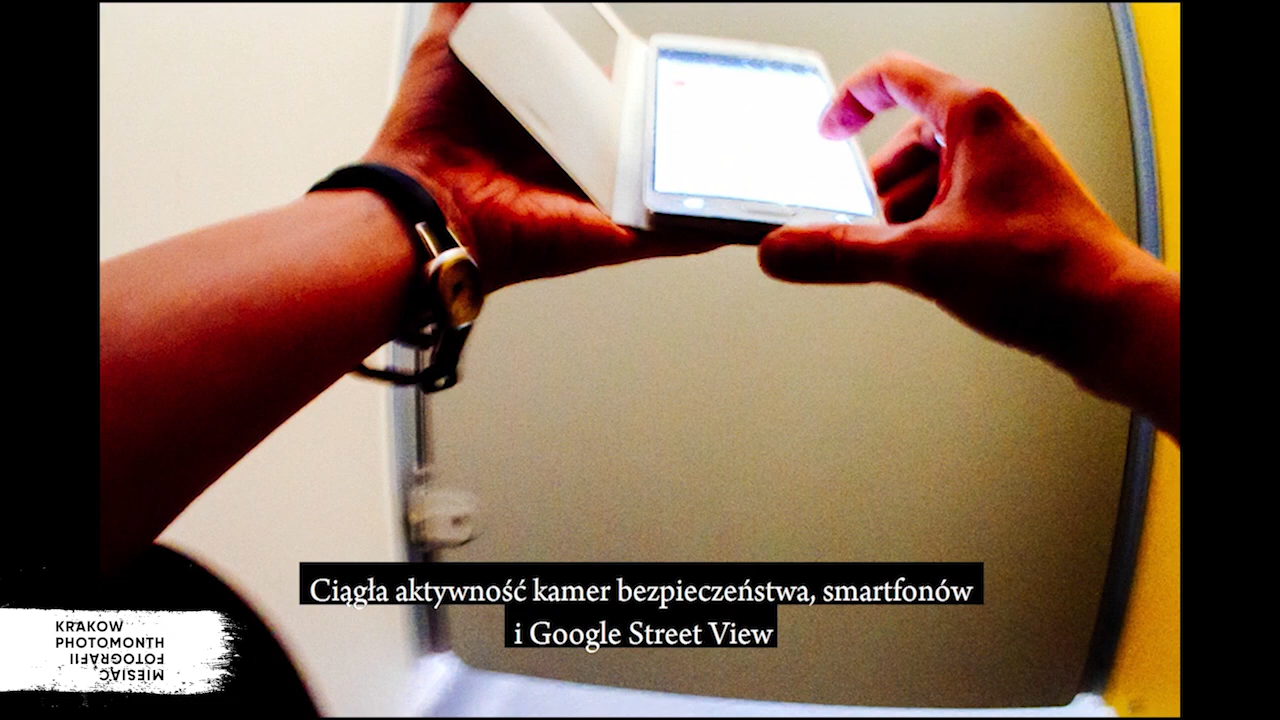 Ciągła aktywność kamer bezpieczeństwa, smartfonów
i Google Street View
KRAKOW
PHOTOMONTH
FOTOGRAFII
MIESIĄC